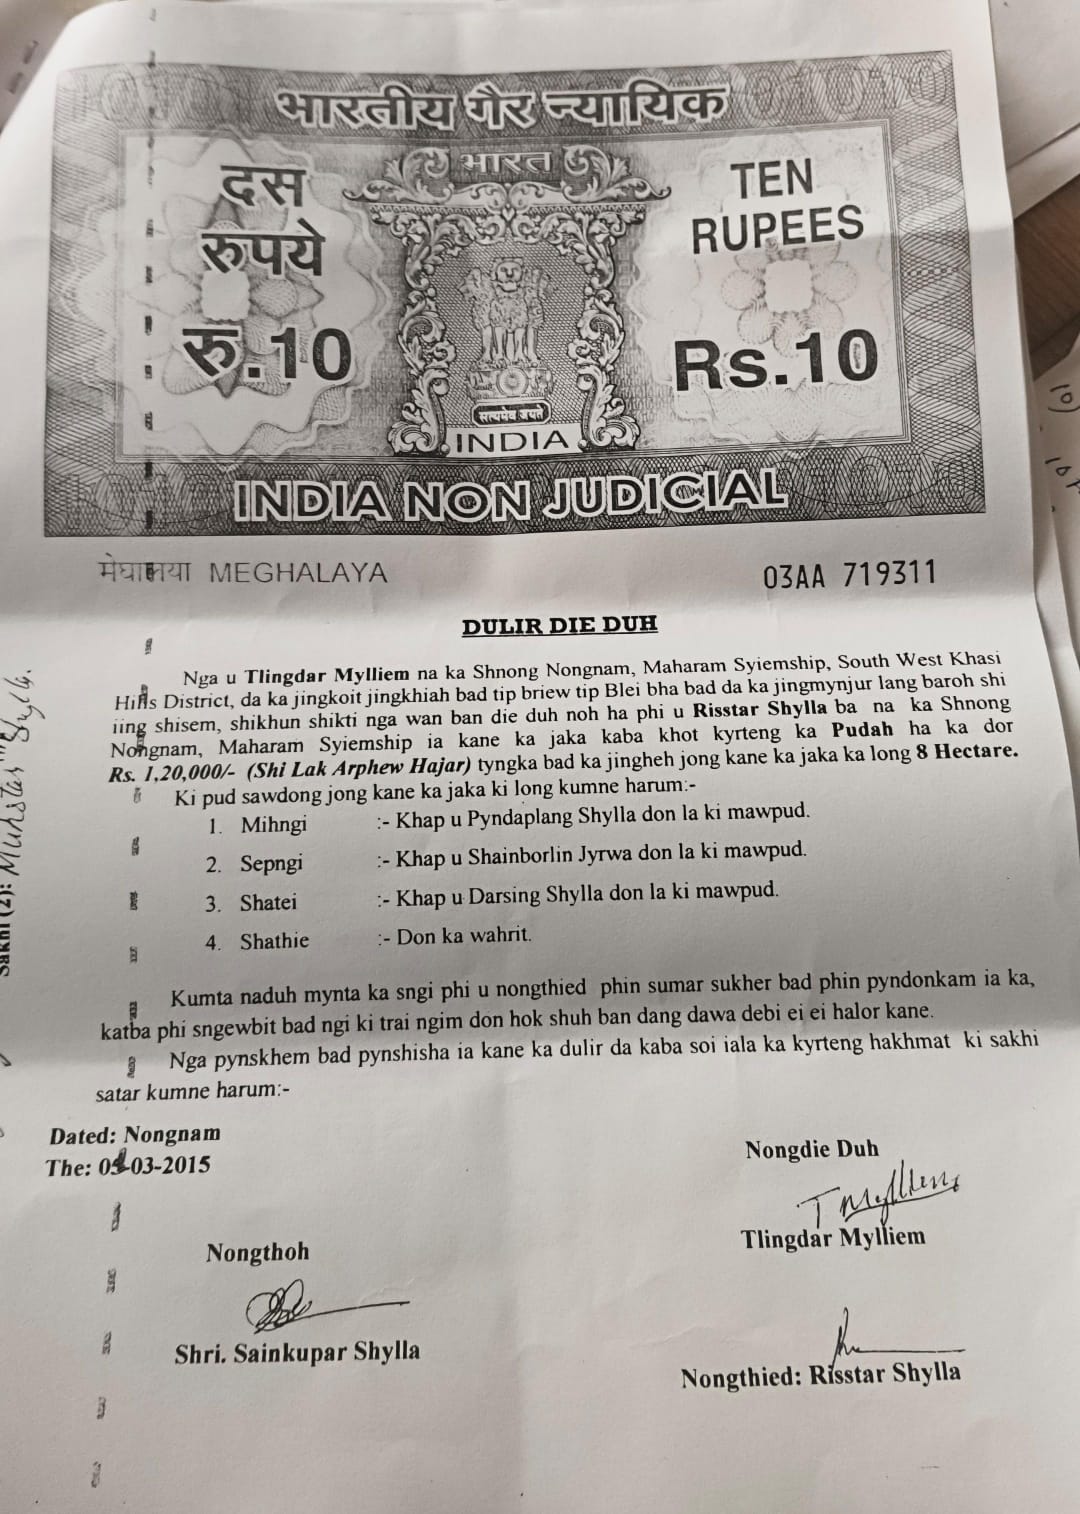 भारतीय गैर न्यायिक
भारत
दस
रुपये
रु.10
TEN
RUPEES
Rs.10
सत्यमेव जयते
INDIA
INDIA NON JUDICIAL
मेघालया MEGHALAYA
03AA 719311
DULIR DIE DUH
Nga u Tlingdar Mylliem na ka Shnong Nongnam, Maharam Syiemship, South West Khasi
Hills District, da ka jingkoit jingkhiah bad tip briew tip Blei bha bad da ka jingmynjur lang baroh shi
iing shisem, shikhun shikti nga wan ban die duh noh ha phi u Risstar Shylla ba na ka Shnong
Nongnam, Maharam Syiemship ia kane ka jaka kaba khot kyrteng ka Pudah ha ka dor
Rs. 1,20,000/- (Shi Lak Arphew Hajar) tyngka bad ka jingheh jong kane ka jaka ka long 8 Hectare.
Ki pud sawdong jong kane ka jaka ki long kumne harum:-
1. Mihngi :- Khap u Pyndaplang Shylla don la ki mawpud.
2. Sepngi :- Khap u Shainborlin Jyrwa don la ki mawpud.
3. Shatei :- Khap u Darsing Shylla don la ki mawpud.
4. Shathie :- Don ka wahrit.
Kumta naduh mynta ka sngi phi u nongthied phin sumar sukher bad phin pyndonkam ia ka,
katba phi sngewbit bad ngi ki trai ngim don hok shuh ban dang dawa debi ei ei halor kane.
Nga pynskhem bad pynshisha ia kane ka dulir da kaba soi iala ka kyrteng hakhmat ki sakhi
satar kumne harum:-
Dated: Nongnam
The: 03-2015
Nongdie Duh
T Mylliem
Tlingdar Mylliem
Nongthoh
Shri. Sainkupar Shylla
Nongthied: Risstar Shylla
Sakhi (2): Shylla.